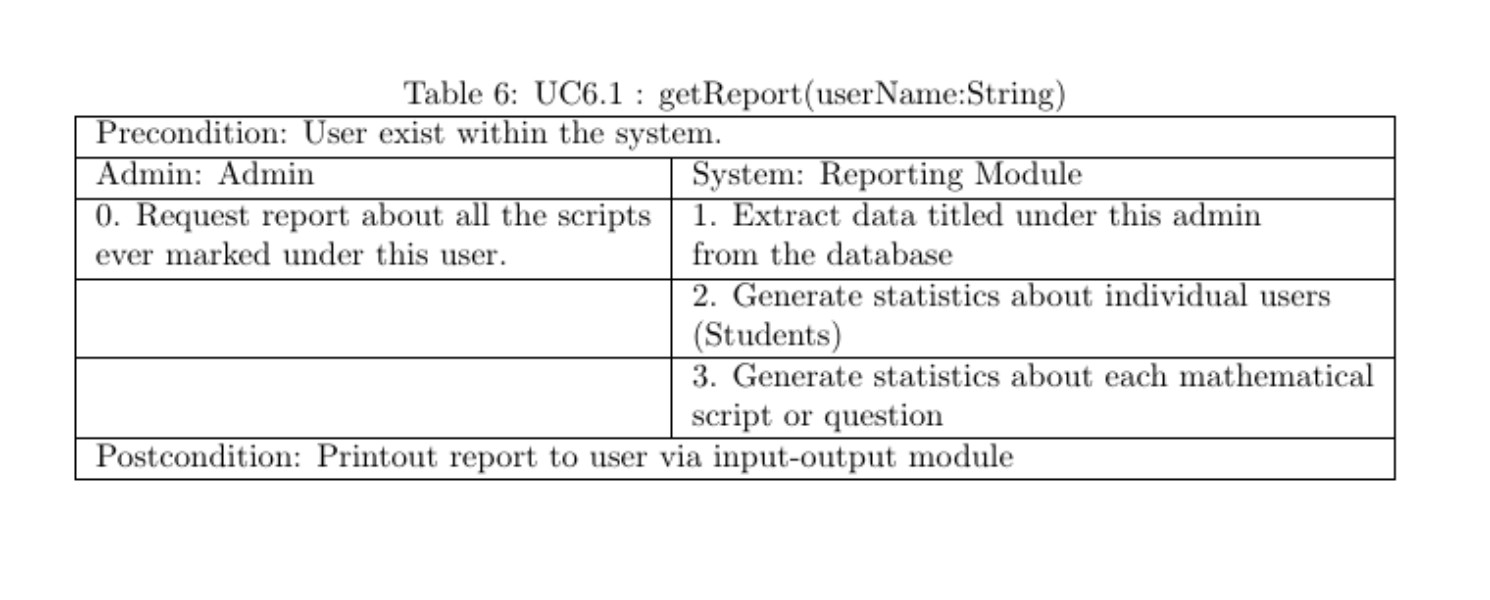 Table 6: UC6.1 : getReport(userName:String)
Precondition: User exist within the system.
Admin: Admin
System: Reporting Module
0. Request report about all the scripts
ever marked under this user.
1. Extract data titled under this admin
from the database
2. Generate statistics about individual users
(Students)
3. Generate statistics about each mathematical
script or question
Postcondition: Printout report to user via input-output module